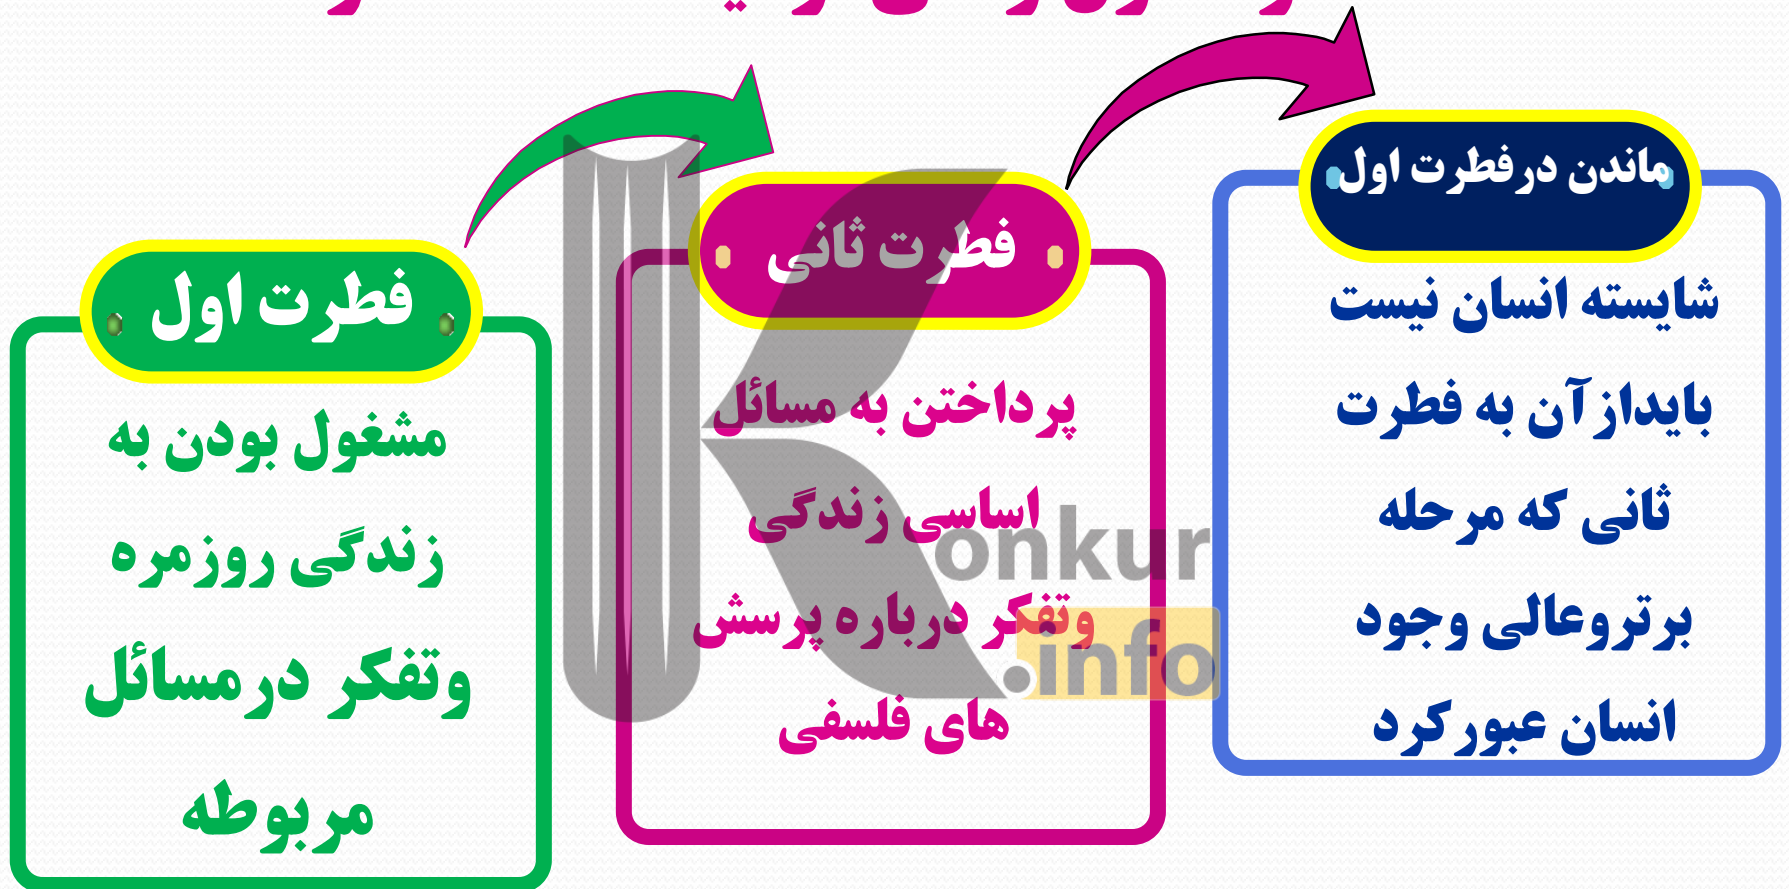 فطرت اول
مشغول بودن به
زندگی روزمره
وتفکر درمسائل
مربوطه
فطرت ثانی
پرداختن به مسائل
اساسی زندگی
وتفکر درباره پرسش
های فلسفی
ماندن درفطرت اول
شایسته انسان نیست
بایدازآن به فطرت
ثانی که مرحله
برتروعالی وجود
انسان عبورکرد
Konkur
.info